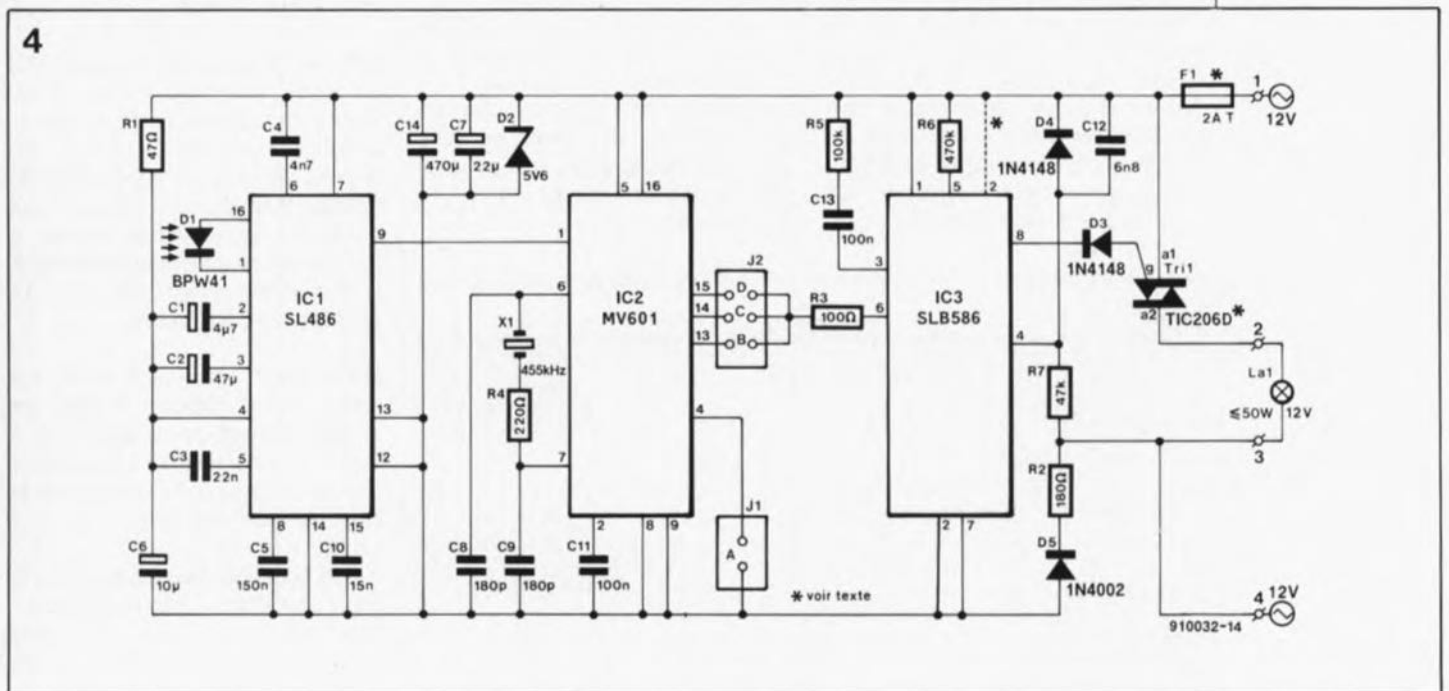 4
F1 *
2A T
1
12V
R1
47Ω
C4
4n7
6
7
C14
470µ
C7
22µ
D2
5V6
5
16
R5
100k
C13
100n
R6
470k
*
1
5
2
D4
1N4148
C12
6n8
D1
BPW41
16
1
9
1
6
3
8
D3
1N4148
g
a1
Tri1
a2
TIC206D*
C1
4µ7
2
C2
47µ
3
4
C3
22n
5
IC1
SL486
13
12
X1
455kHz
R4
220Ω
7
IC2
MV601
15
14
13
4
J2
D
C
B
R3
100Ω
6
IC3
SLB586
4
R7
47k
2
La1
≤50W
12V
3
R2
180Ω
J1
A
8
14
15
2
8
9
2
7
C6
10µ
C5
150n
C10
15n
C8
180p
C9
180p
C11
100n
* voir texte
D5
1N4002
4
12V
910032-14